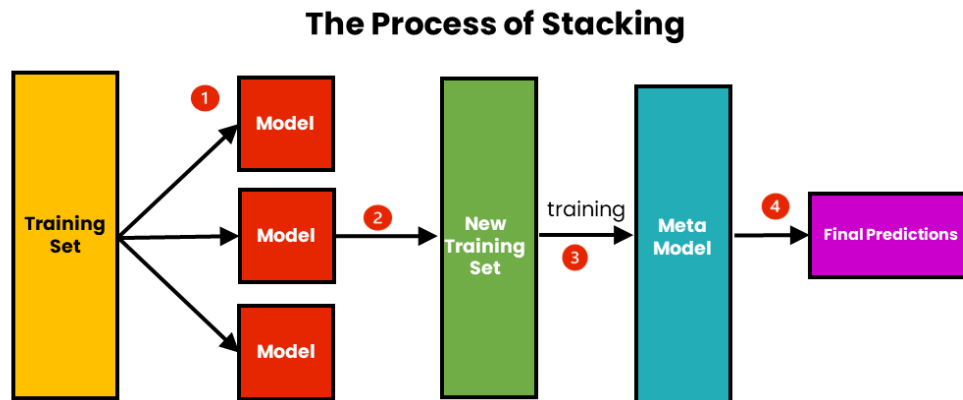 The Process of Stacking
1
Model
Training
Set
2
Model
Model
New
Training
Set
training
3
Meta
Model
4
Final Predictions